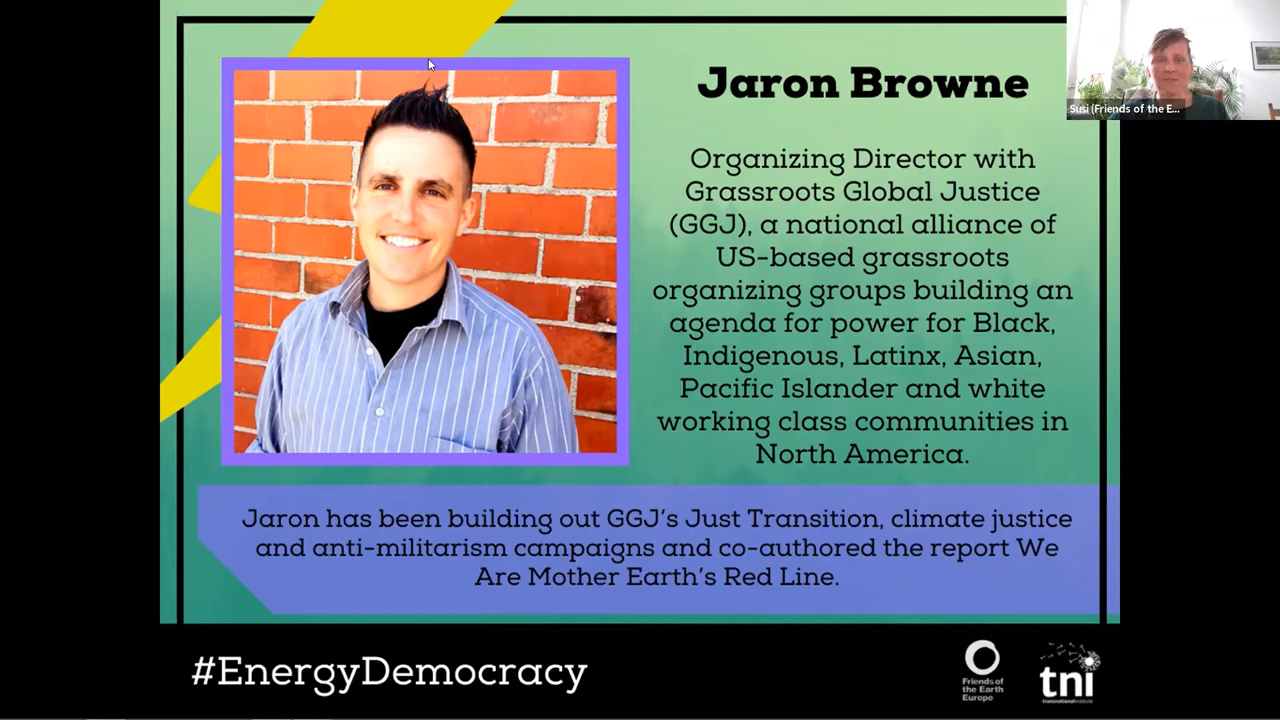 Jaron Browne
Organizing Director with
Grassroots Global Justice
(GGJ), a national alliance of
US-based grassroots
organizing groups building an
agenda for power for Black,
Indigenous, Latinx, Asian,
Pacific Islander and white
working class communities in
North America.
Susi (Friends of the E...
Jaron has been building out GGJ's Just Transition, climate justice
and anti-militarism campaigns and co-authored the report We
Are Mother Earth's Red Line.
#EnergyDemocracy
Friends of
the Earth
Europe
tni
transnationalinstitute